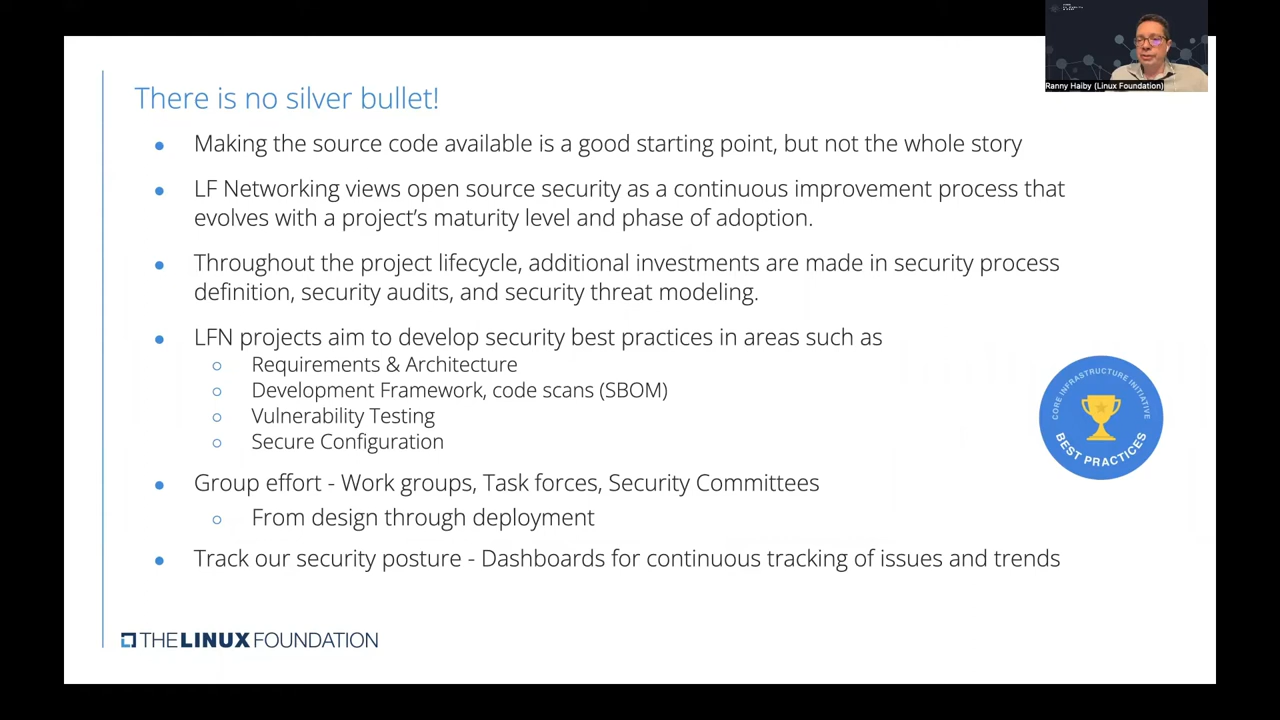 Ranny Haiby (Linux Foundation)
There is no silver bullet!
• Making the source code available is a good starting point, but not the whole story
• LF Networking views open source security as a continuous improvement process that
evolves with a project's maturity level and phase of adoption.
• Throughout the project lifecycle, additional investments are made in security process
definition, security audits, and security threat modeling.
• LFN projects aim to develop security best practices in areas such as
○ Requirements & Architecture
○ Development Framework, code scans (SBOM)
○ Vulnerability Testing
○ Secure Configuration
CORE INFRASTRUCTURE INITIATIVE
BEST PRACTICES
• Group effort - Work groups, Task forces, Security Committees
○ From design through deployment
• Track our security posture - Dashboards for continuous tracking of issues and trends
THE LINUX FOUNDATION